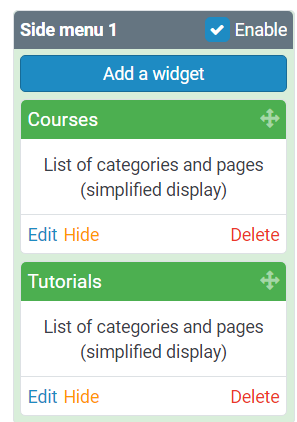 Side menu 1 Enable
Add a widget
Courses
List of categories and pages
(simplified display)
Edit Hide Delete
Tutorials
List of categories and pages
(simplified display)
Edit Hide Delete